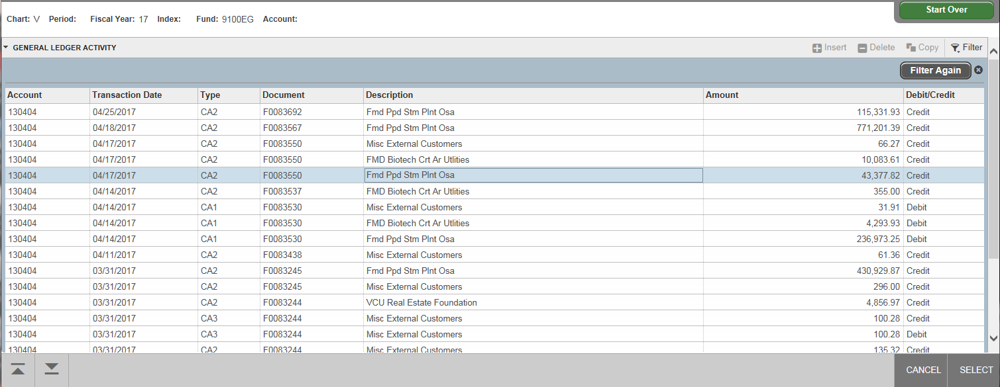 Start Over
Chart: V Period: Fiscal Year: 17 Index: Fund: 9100EG Account:
GENERAL LEDGER ACTIVITY Insert Delete Copy Filter
Filter Again
Account Transaction Date Type Document Description Amount Debit/Credit
130404 04/25/2017 CA2 F0083692 Fmd Ppd Stm Plnt Osa 115,331.93 Credit
130404 04/18/2017 CA2 F0083567 Fmd Ppd Stm Plnt Osa 771,201.39 Credit
130404 04/17/2017 CA2 F0083550 Misc External Customers 66.27 Credit
130404 04/17/2017 CA2 F0083550 FMD Biotech Crt Ar Utlities 10,083.61 Credit
130404 04/17/2017 CA2 F0083550 Fmd Ppd Stm Plnt Osa 43,377.82 Credit
130404 04/14/2017 CA2 F0083537 FMD Biotech Crt Ar Utlities 355.00 Credit
130404 04/14/2017 CA1 F0083530 Misc External Customers 31.91 Debit
130404 04/14/2017 CA1 F0083530 FMD Biotech Crt Ar Utlities 4,293.93 Debit
130404 04/14/2017 CA1 F0083530 Fmd Ppd Stm Plnt Osa 236,973.25 Debit
130404 04/11/2017 CA2 F0083438 Misc External Customers 61.36 Credit
130404 03/31/2017 CA2 F0083245 Fmd Ppd Stm Plnt Osa 430,929.87 Credit
130404 03/31/2017 CA2 F0083245 Misc External Customers 296.00 Credit
130404 03/31/2017 CA2 F0083244 VCU Real Estate Foundation 4,856.97 Credit
130404 03/31/2017 CA3 F0083244 Misc External Customers 100.28 Credit
130404 03/31/2017 CA3 F0083244 Misc External Customers 100.28 Debit
130404 03/31/2017 CA2 F0083244 Misc External Customers 135.32 Credit
CANCEL SELECT